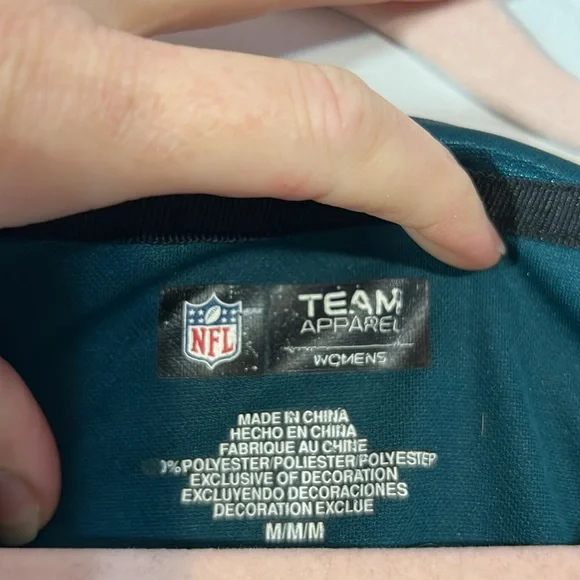 NFL
TEAM
APPAREL
WOMENS
MADE IN CHINA
HECHO EN CHINA
FABRIQUE AU CHINE
0%POLYESTER/POLIESTER/POLYESTER
EXCLUSIVE OF DECORATION
EXCLUYENDO DECORACIONES
DECORATION EXCLUE
M/M/M